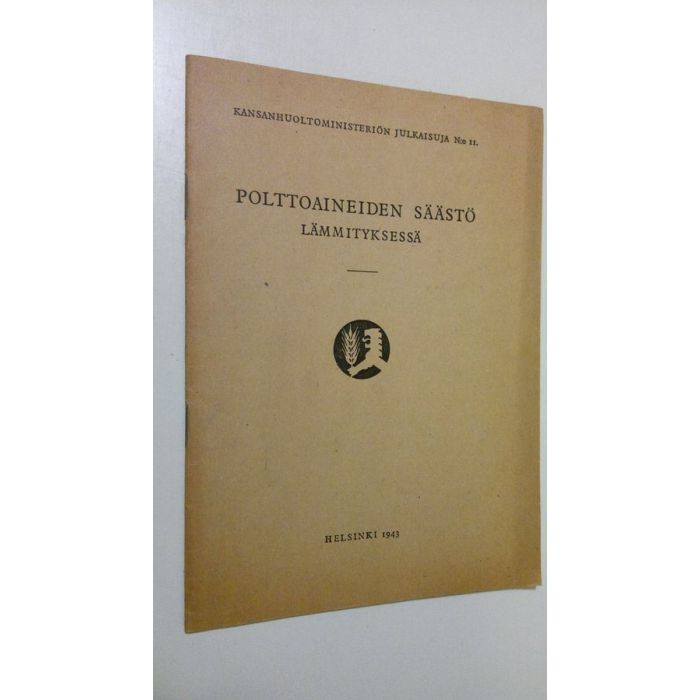 KANSANHUOLTOMINISTERIÖN JULKAISUJA N:o 11.
POLTTOAINEIDEN SÄÄSTÖ
LÄMMITYKSESSÄ
HELSINKI 1943